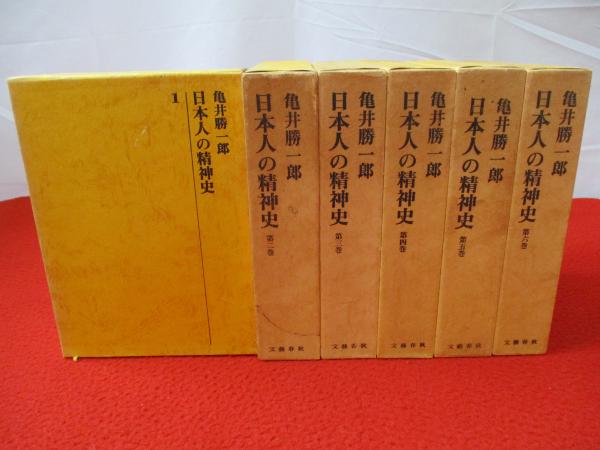 亀井勝一郎
日本人の精神史
1
亀井勝一郎
日本人の精神史
第二巻
文藝春秋
亀井勝一郎
日本人の精神史
第三巻
文藝春秋
亀井勝一郎
日本人の精神史
第四巻
文藝春秋
亀井勝一郎
日本人の精神史
第五巻
文藝春秋
亀井勝一郎
日本人の精神史
第六巻
文藝春秋